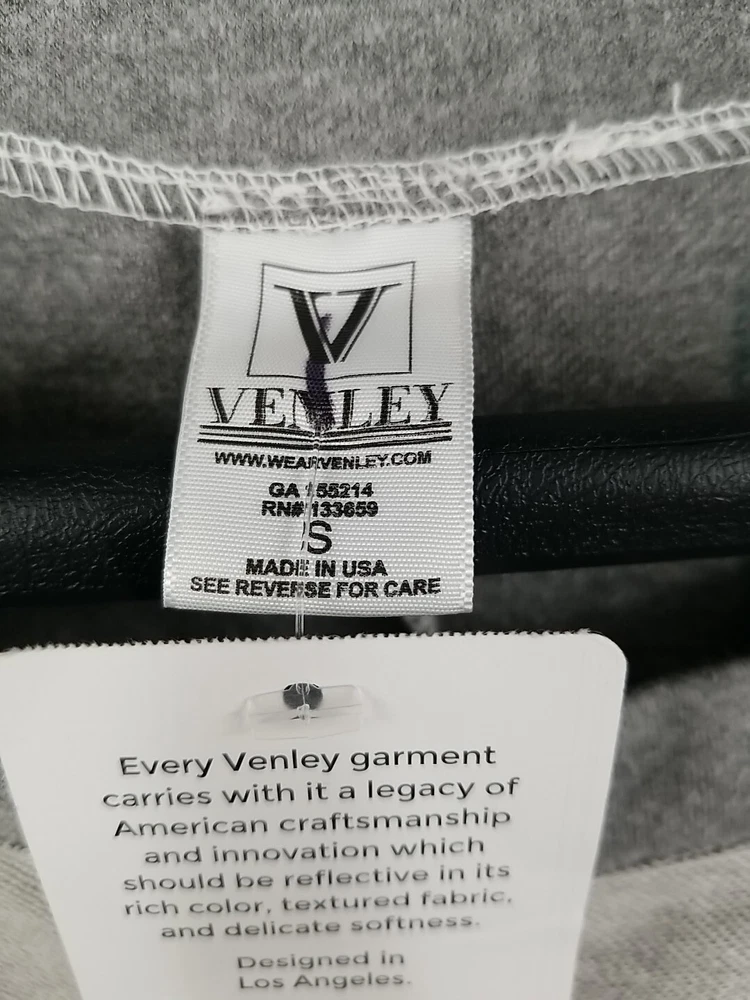 V
VENLEY
WWW.WEARVENLEY.COM
GA 155214
RN# 133659
S
MADE IN USA
SEE REVERSE FOR CARE
Every Venley garment
carries with it a legacy of
American craftsmanship
and innovation which
should be reflective in its
rich color, textured fabric,
and delicate softness.
Designed in
Los Angeles.